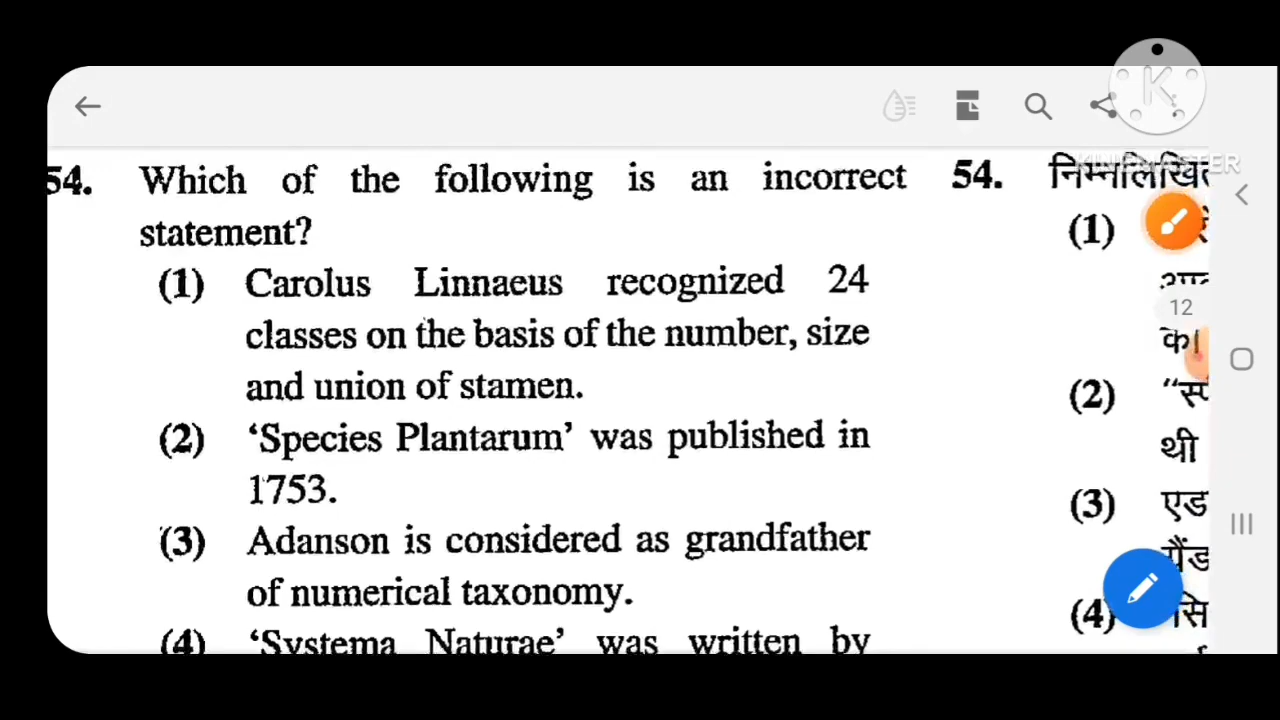 KINEMASTER
54. Which of the following is an incorrect
statement?
(1) Carolus Linnaeus recognized 24
classes on the basis of the number, size
and union of stamen.
(2) ‘Species Plantarum’ was published in
1753.
(3) Adanson is considered as grandfather
of numerical taxonomy.
(4) ‘Systema Naturae’ was written by
54.
(1)
12
(2)
थी
(3)
(4)